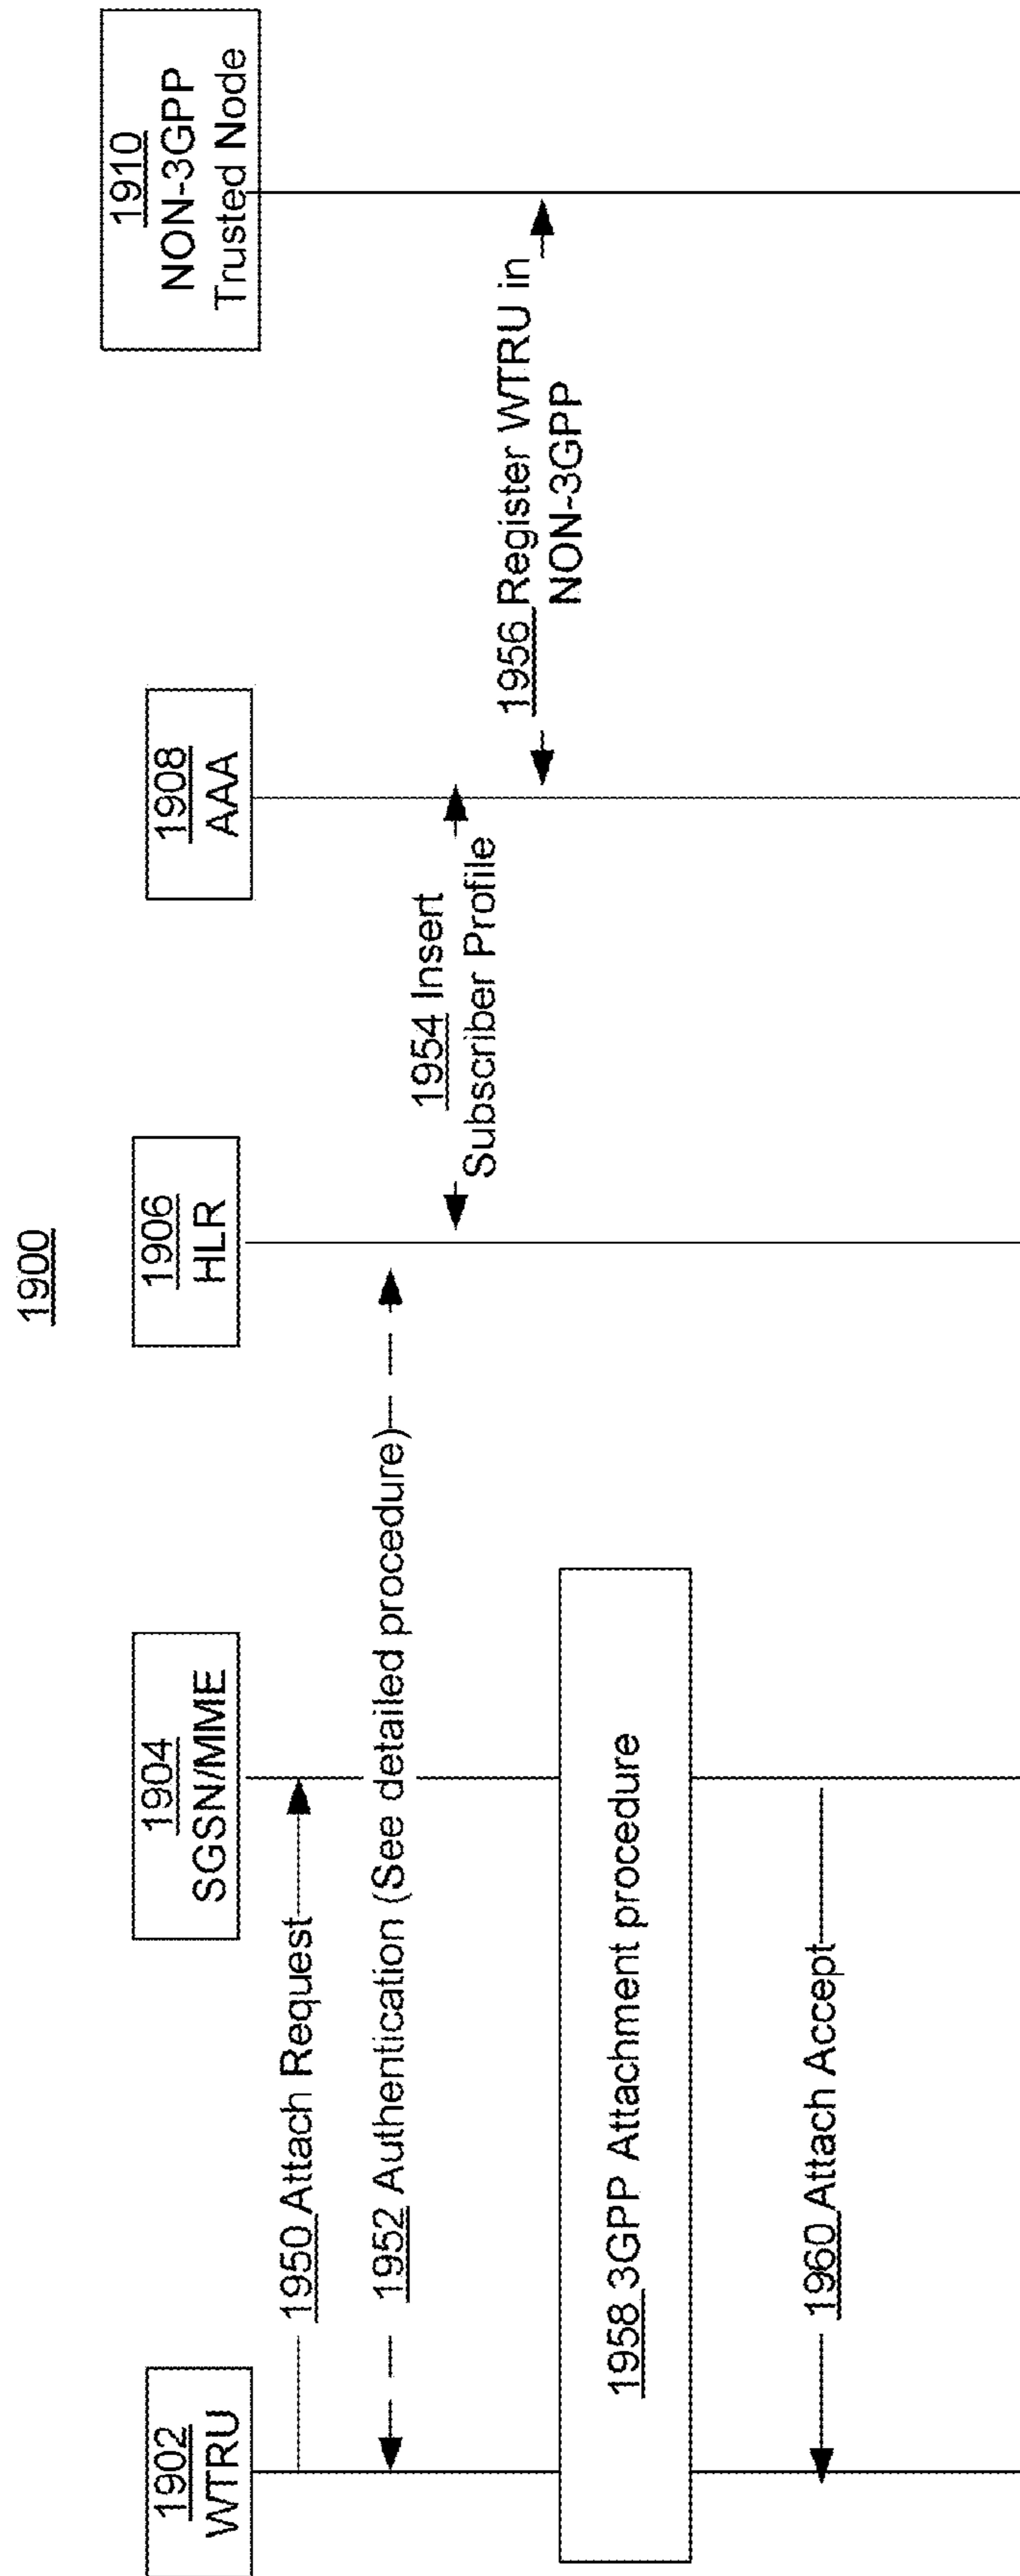 1900
1902
WTRU
1904
SGSN/MME
1906
HLR
1908
AAA
1910
NON-3GPP
Trusted Node
1950 Attach Request
1952 Authentication (See detailed procedure)
1954 Insert
Subscriber Profile
1956 Register WTRU in
NON-3GPP
1958 3GPP Attachment procedure
1960 Attach Accept